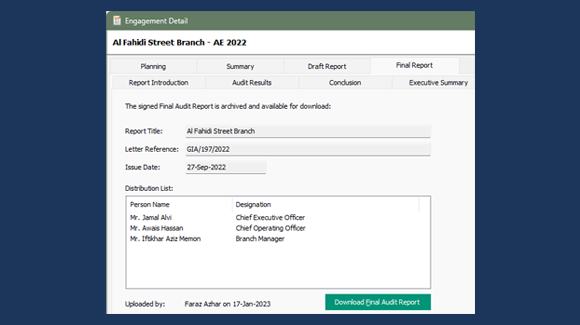 Engagement Detail
Al Fahidi Street Branch - AE 2022
Planning Summary Draft Report Final Report
Report Introduction Audit Results Conclusion Executive Summary
The signed Final Audit Report is archived and available for download:
Report Title: Al Fahidi Street Branch
Letter Reference: GIA/197/2022
Issue Date: 27-Sep-2022
Distribution List:
Person Name Designation
Mr. Jamal Alvi Chief Executive Officer
Mr. Awais Hassan Chief Operating Officer
Mr. Iftikhar Aziz Memon Branch Manager
Uploaded by: Faraz Azhar on 17-Jan-2023 Download Final Audit Report